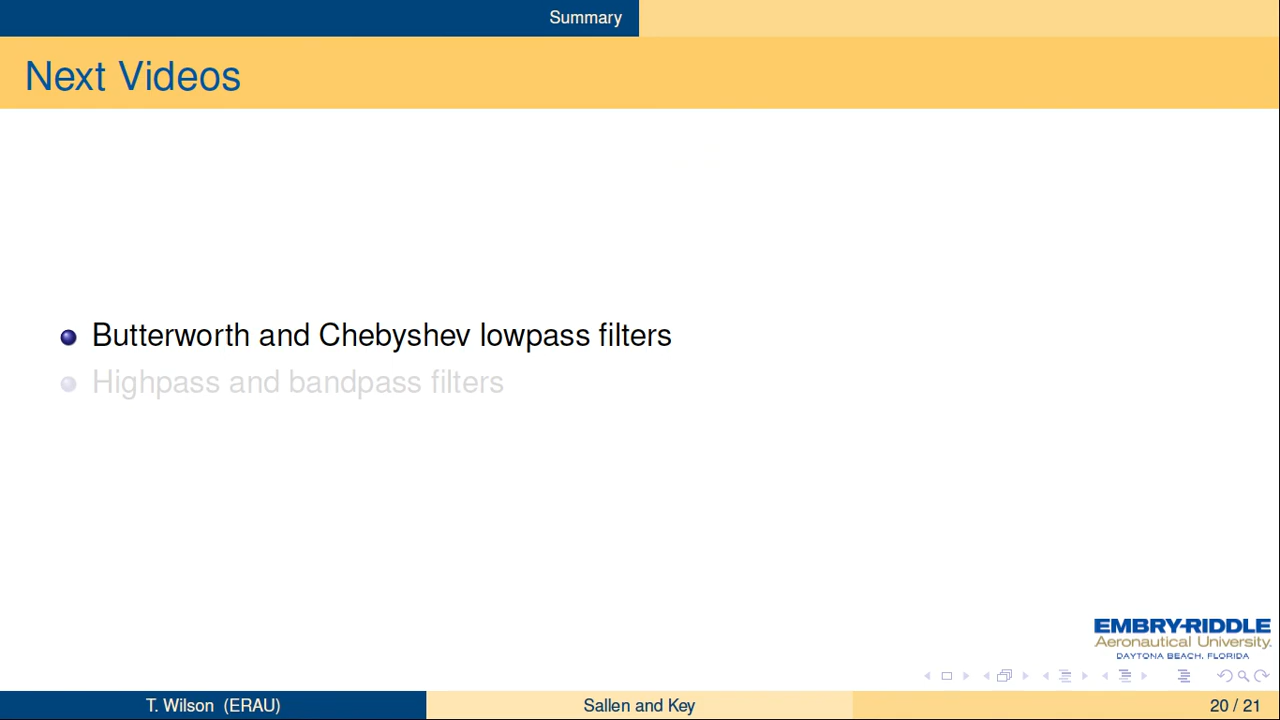 Summary
Next Videos
Butterworth and Chebyshev lowpass filters
Highpass and bandpass filters
EMBRY-RIDDLE
Aeronautical University.
DAYTONA BEACH, FLORIDA
T. Wilson (ERAU)
Sallen and Key
20 / 21